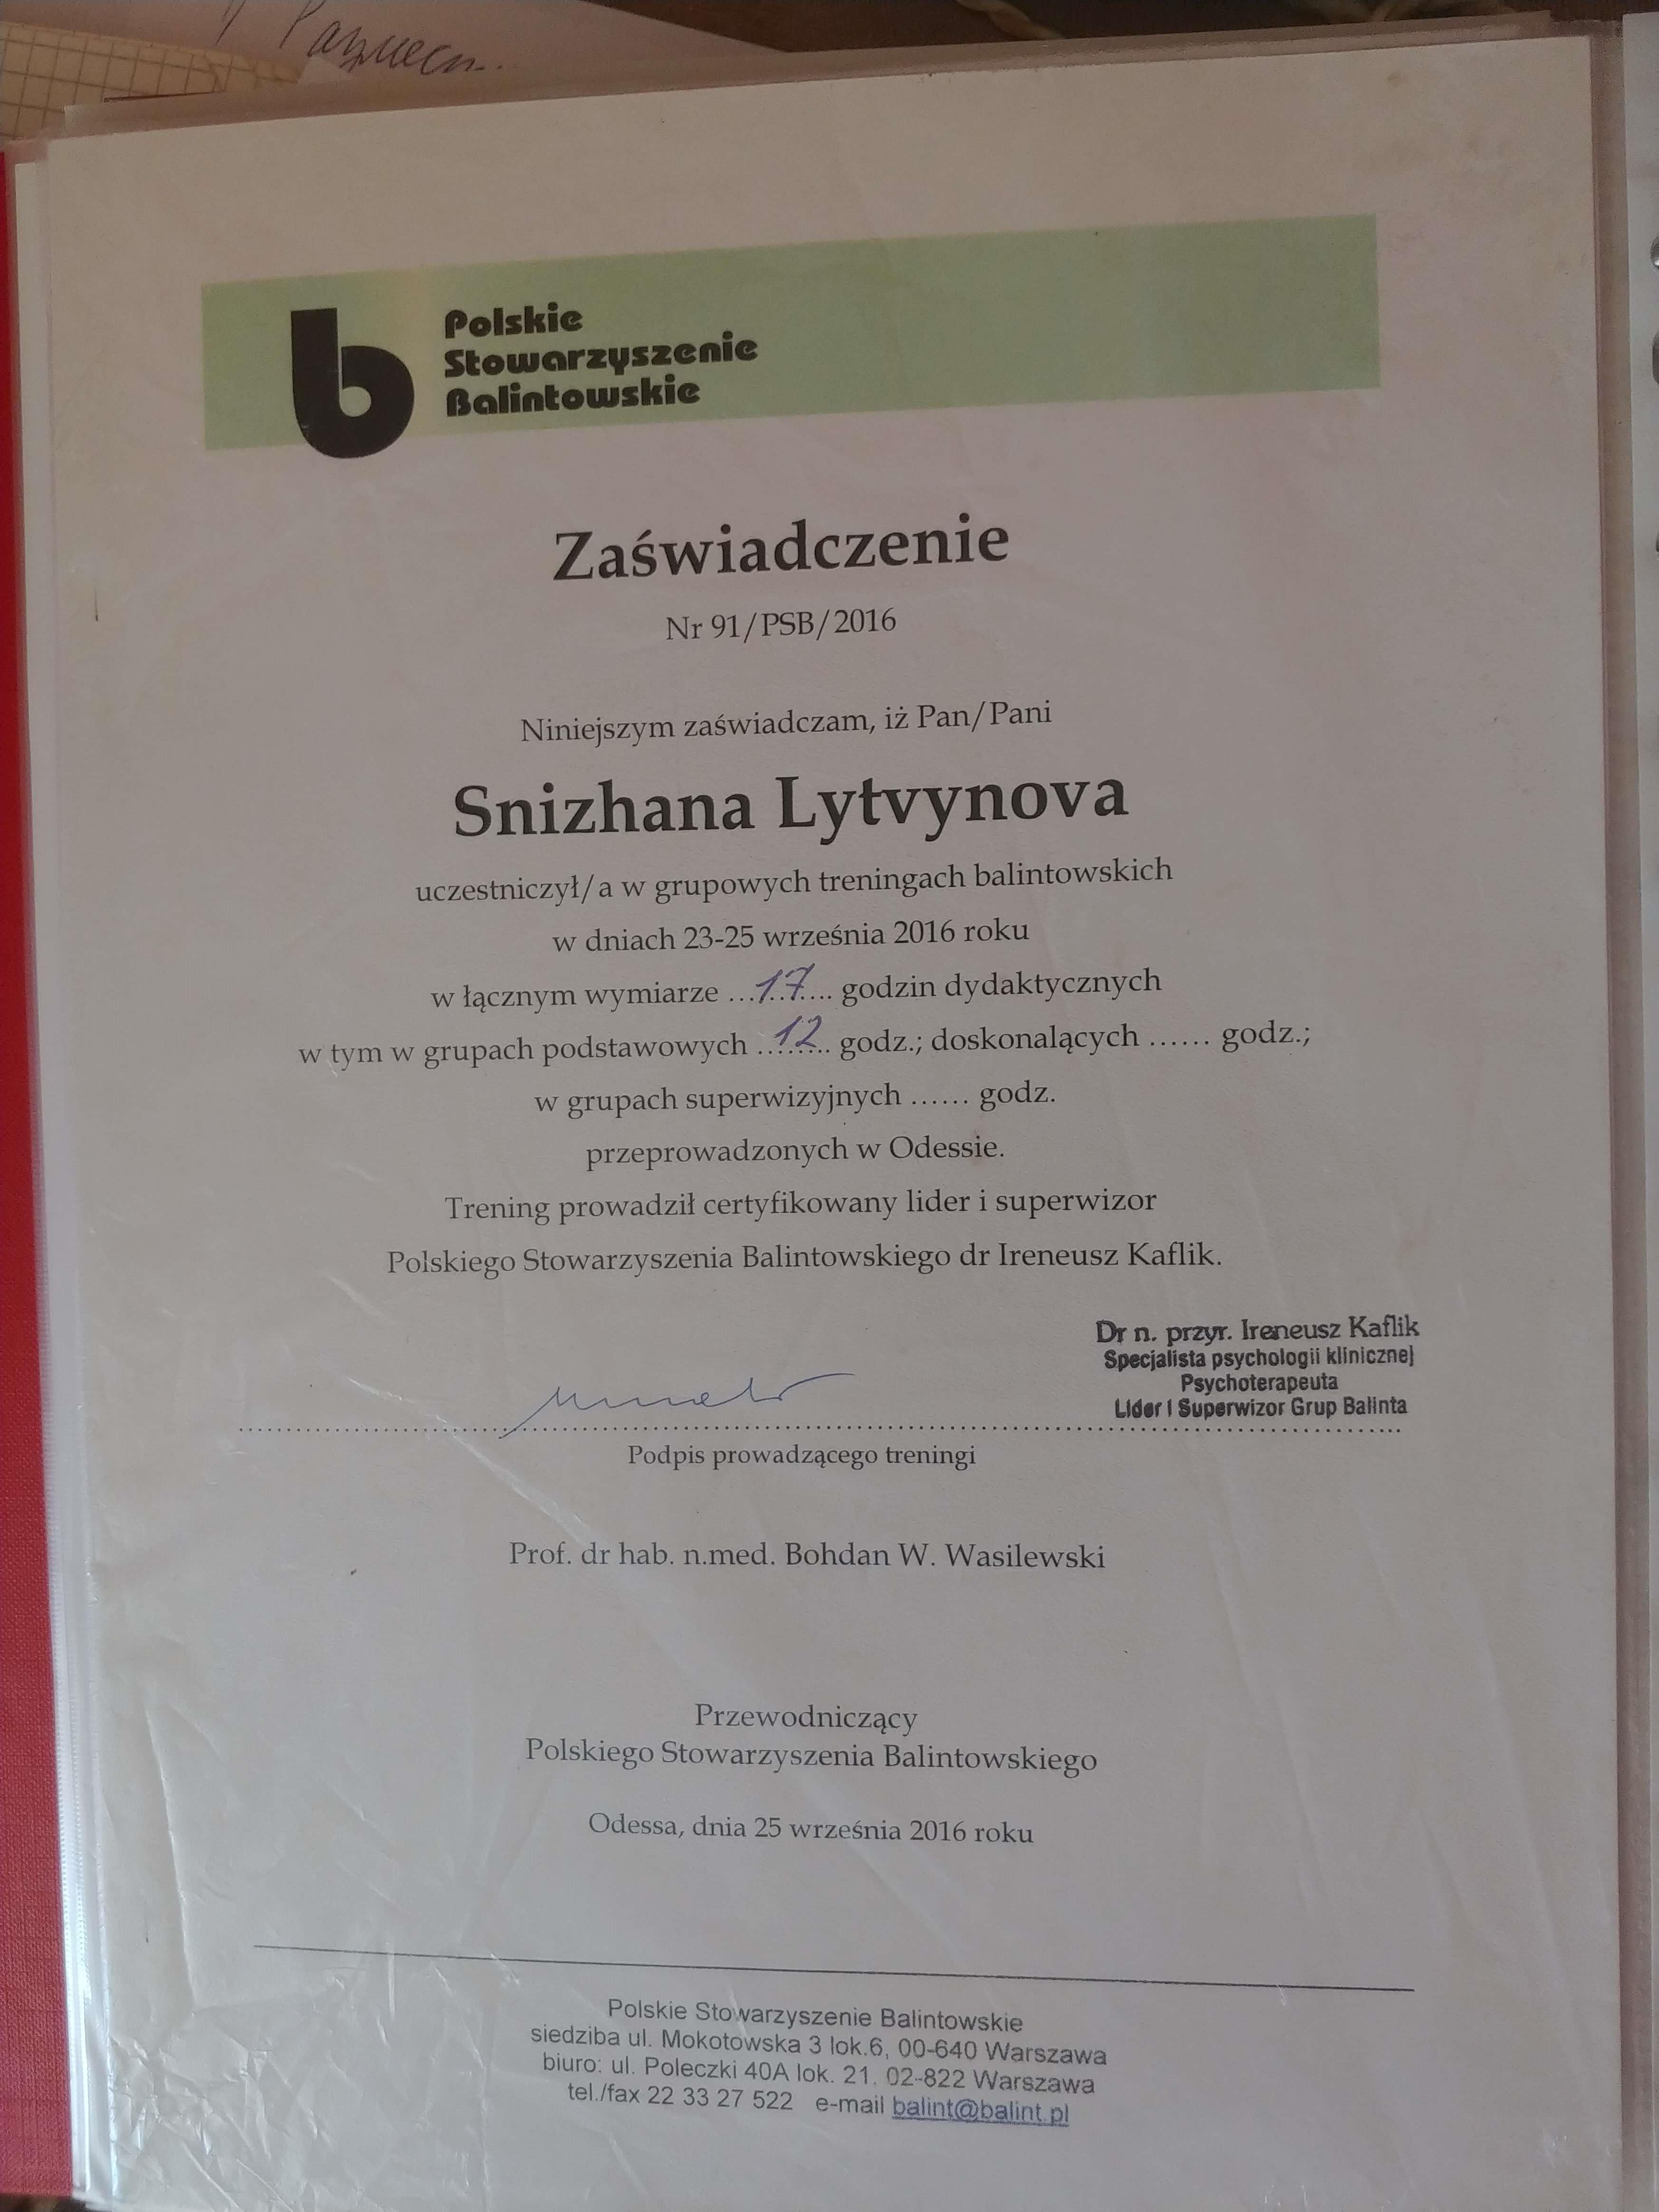 Polskie
Stowarzyszenie
Balintowskie
Zaświadczenie
Nr 91/PSB/2016
Niniejszym zaświadczam, iż Pan/Pani
Snizhana Lytvynova
uczestniczył/a w grupowych treningach balintowskich
w dniach 23-25 września 2016 roku
w łącznym wymiarze ...17.... godzin dydaktycznych
w tym w grupach podstawowych ...12... godz.; doskonalących ...... godz.;
w grupach superwizyjnych ...... godz.
przeprowadzonych w Odessie.
Trening prowadził certyfikowany lider i superwizor
Polskiego Stowarzyszenia Balintowskiego dr Ireneusz Kaflik.
Dr n. przyr. Ireneusz Kaflik
Specjalista psychologii klinicznej
Psychoterapeuta
Lider i Superwizor Grup Balinta
Podpis prowadzącego treningi
Prof. dr hab. n.med. Bohdan W. Wasilewski
Przewodniczący
Polskiego Stowarzyszenia Balintowskiego
Odessa, dnia 25 września 2016 roku
Polskie Stowarzyszenie Balintowskie
siedziba ul. Mokotowska 3 lok.6, 00-640 Warszawa
biuro: ul. Poleczki 40A lok. 21, 02-822 Warszawa
tel./fax 22 33 27 522 e-mail balint@balint.pl